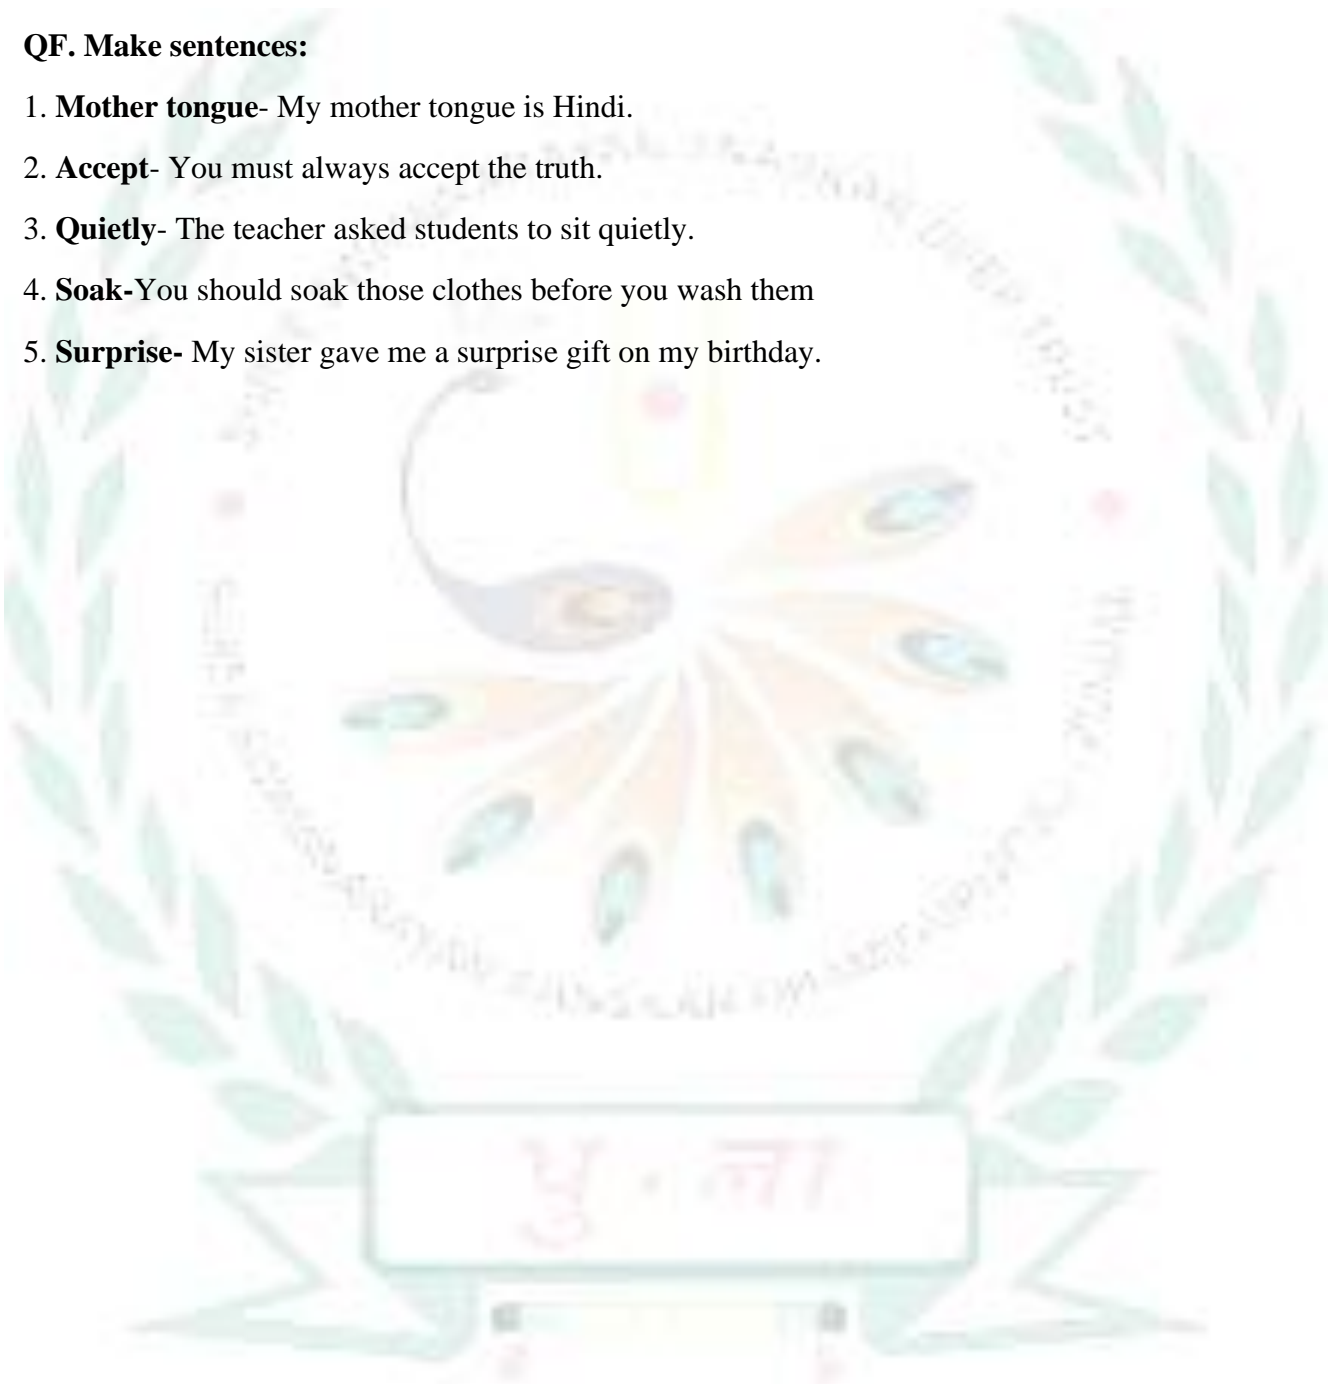 QF. Make sentences:
1. Mother tongue- My mother tongue is Hindi.
2. Accept- You must always accept the truth.
3. Quietly- The teacher asked students to sit quietly.
4. Soak-You should soak those clothes before you wash them
5. Surprise- My sister gave me a surprise gift on my birthday.